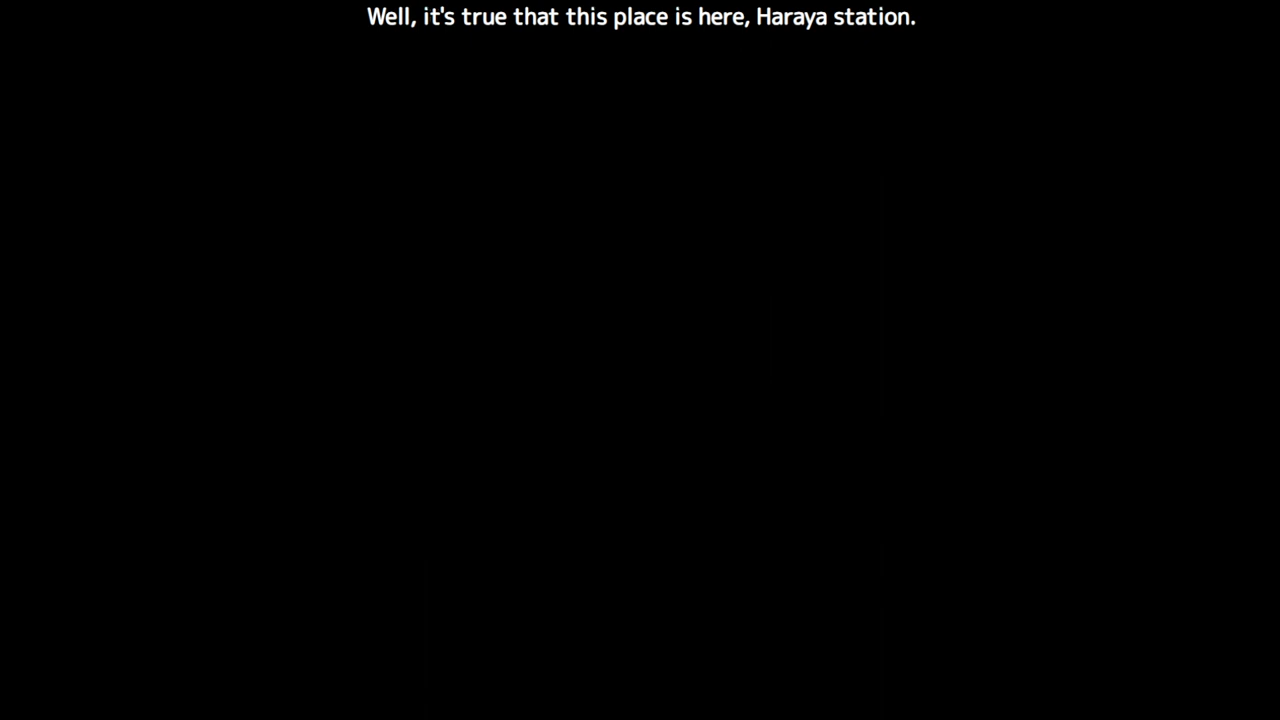 Well, it's true that this place is here, Haraya station.